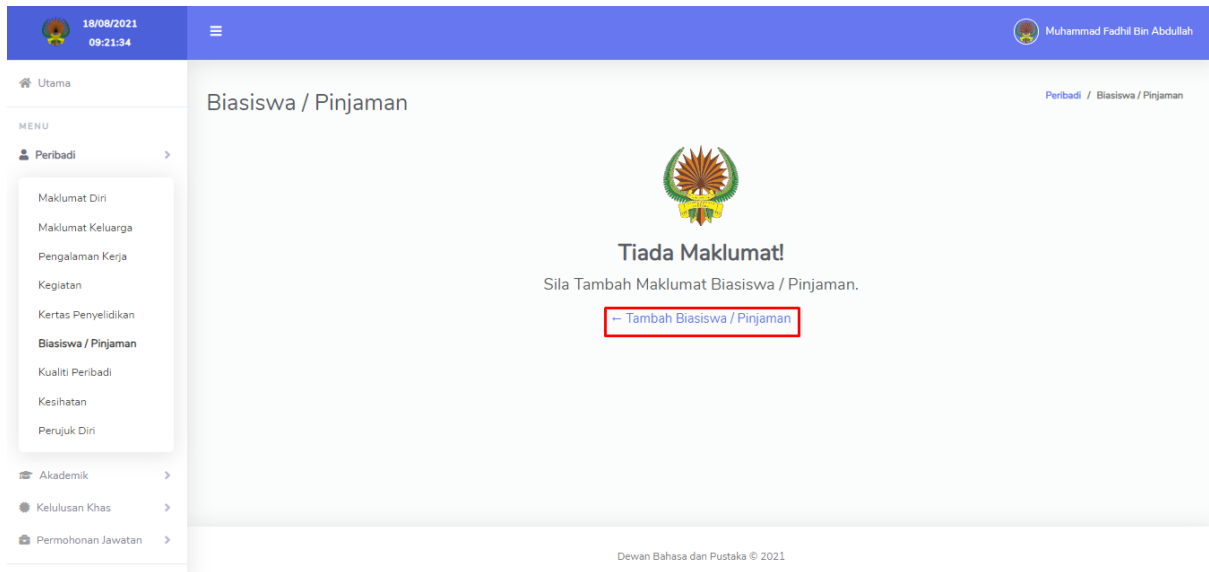 18/08/2021
09:21:34
Muhammad Fadhil Bin Abdullah
Utama
MENU
Peribadi
Maklumat Diri
Maklumat Keluarga
Pengalaman Kerja
Kegiatan
Kertas Penyelidikan
Biasiswa / Pinjaman
Kualiti Peribadi
Kesihatan
Perujuk Diri
Akademik
Kelulusan Khas
Permohonan Jawatan
Biasiswa / Pinjaman
Peribadi / Biasiswa / Pinjaman
Tiada Maklumat!
Sila Tambah Maklumat Biasiswa / Pinjaman.
← Tambah Biasiswa / Pinjaman
Dewan Bahasa dan Pustaka © 2021